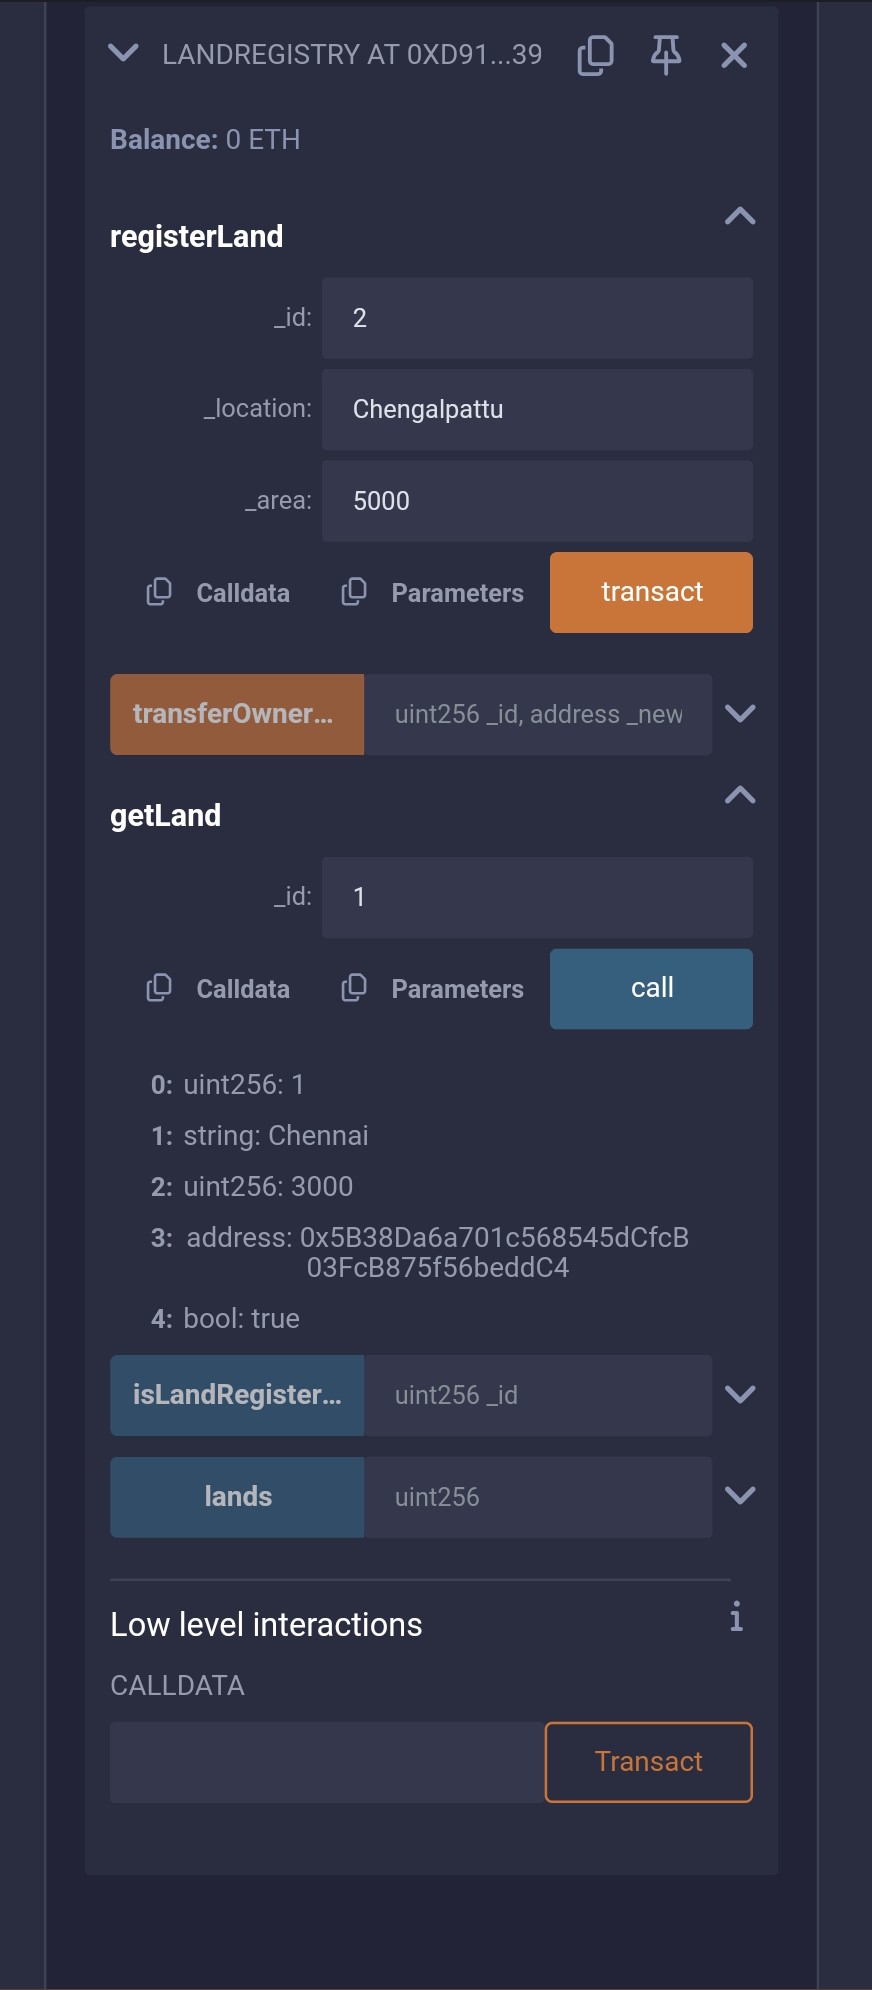 LANDREGISTRY AT 0XD91...39
Balance: 0 ETH
registerLand
_id: 2
_location: Chengalpattu
_area: 5000
Calldata Parameters transact
transferOwner... uint256 _id, address _new
getLand
_id: 1
Calldata Parameters call
0: uint256: 1
1: string: Chennai
2: uint256: 3000
3: address: 0x5B38Da6a701c568545dCfcB
03FcB875f56beddC4
4: bool: true
isLandRegister... uint256 _id
lands uint256
Low level interactions
CALLDATA
Transact